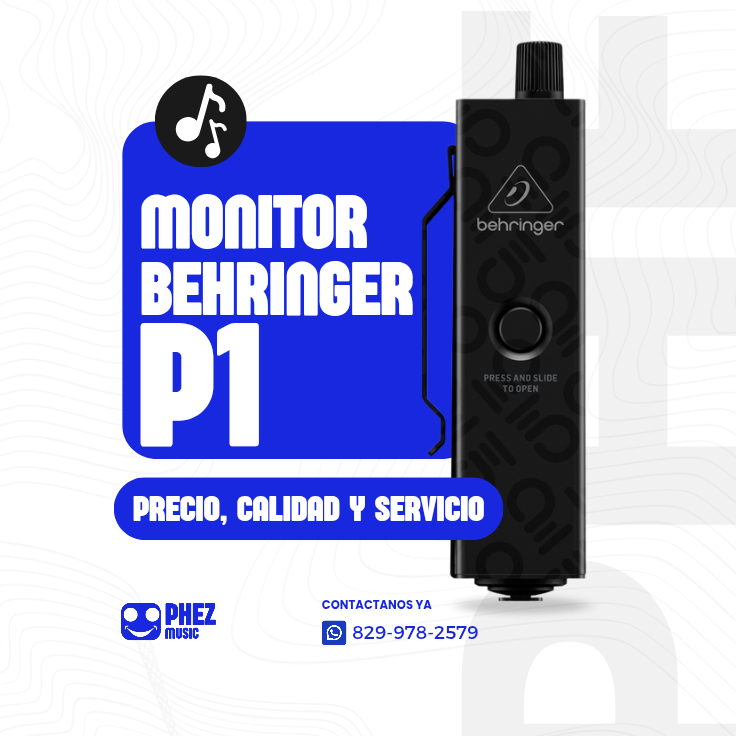 MONITOR
BEHRINGER
P1
behringer
PRESS AND SLIDE
TO OPEN
PRECIO, CALIDAD Y SERVICIO
PHEZ
MUSIC
CONTACTANOS YA
829-978-2579